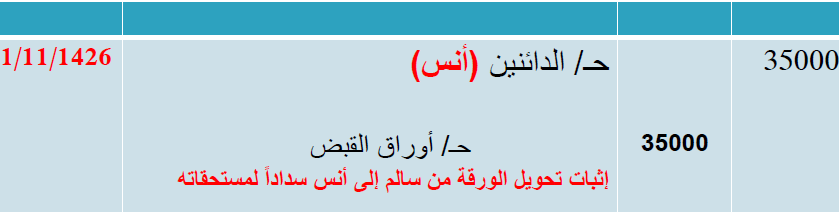 35000 حـ/ الدائنين (أنس) 1/11/1426
35000 حـ/ أوراق القبض
إثبات تحويل الورقة من سالم إلى أنس سداداً لمستحقاته